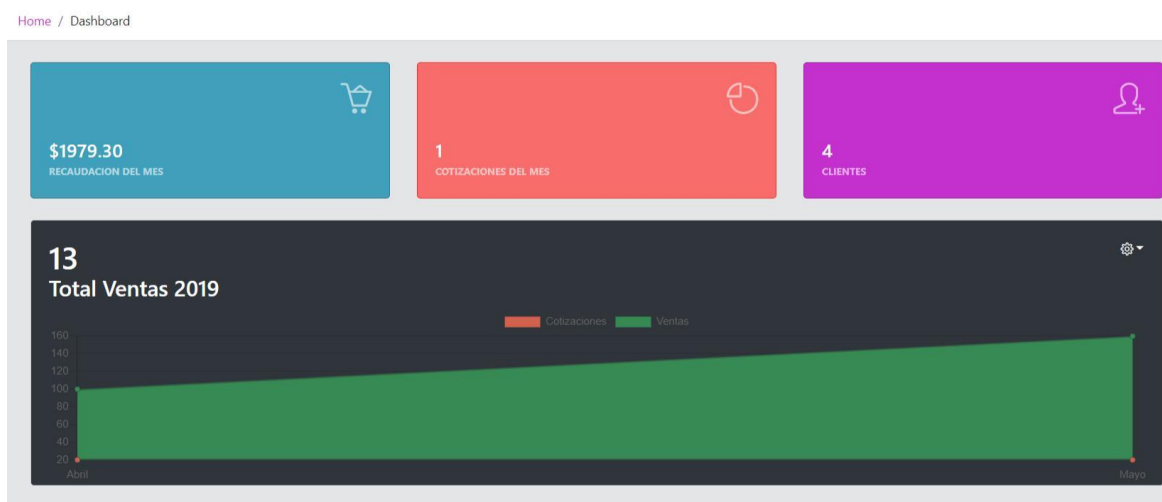 Home / Dashboard
$1979.30
RECAUDACION DEL MES
1
COTIZACIONES DEL MES
4
CLIENTES
13
Total Ventas 2019
Cotizaciones Ventas
160
140
120
100
80
60
40
20
Abril Mayo